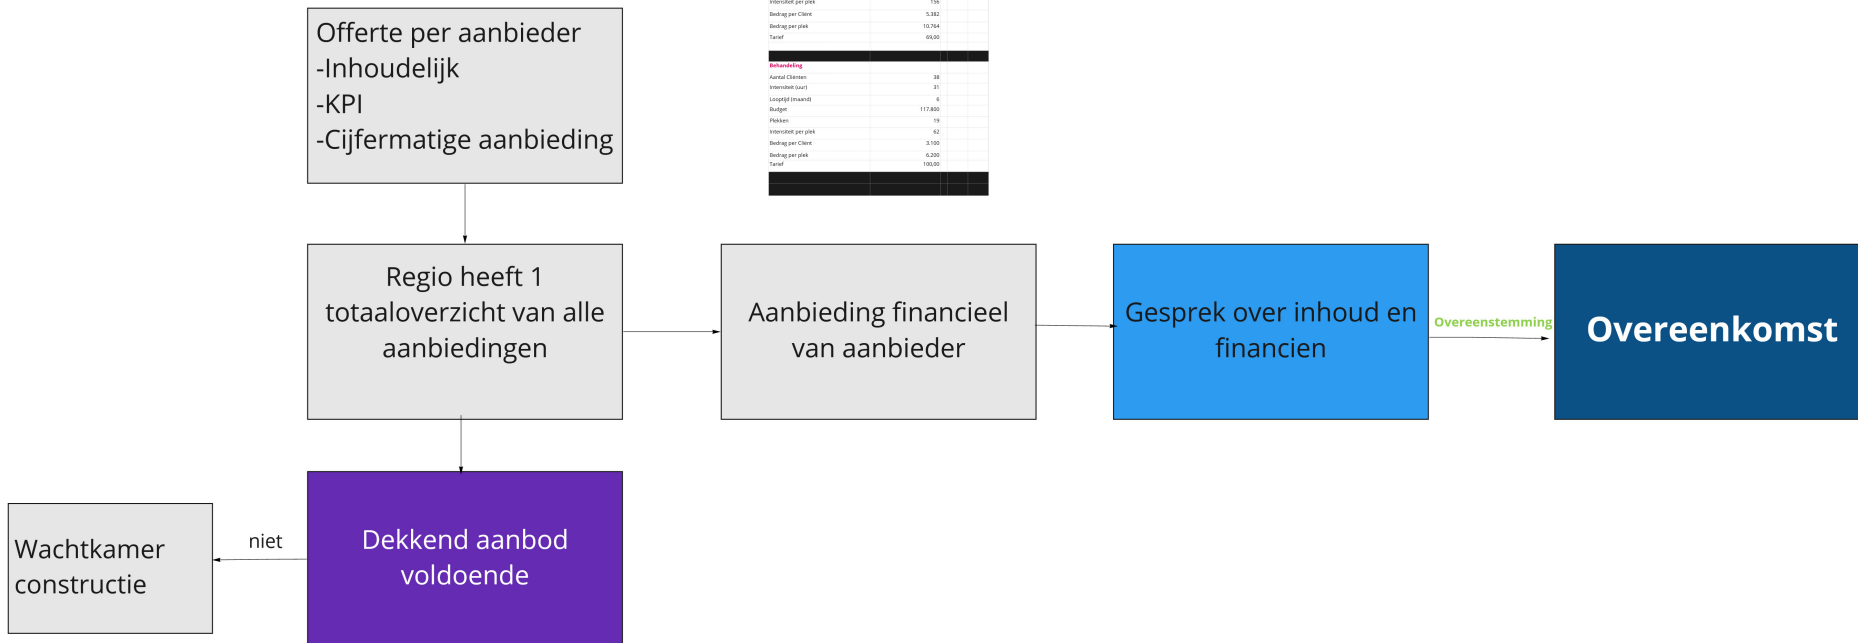 Offerte per aanbieder
-Inhoudelijk
-KPI
-Cijfermatige aanbieding
Intensiteit per plek 156
Bedrag per Cliënt 5.382
Bedrag per plek 10.764
Tarief 69,00
Behandeling
Aantal Cliënten 38
Intensiteit (uur) 31
Looptijd (maand) 6
Budget 117.800
Plekken 19
Intensiteit per plek 62
Bedrag per Cliënt 3.100
Bedrag per plek 6.200
Tarief 100,00
Regio heeft 1
totaaloverzicht van alle
aanbiedingen
Aanbieding financieel
van aanbieder
Gesprek over inhoud en
financien
Overeenstemming
Overeenkomst
Dekkend aanbod
voldoende
niet
Wachtkamer
constructie